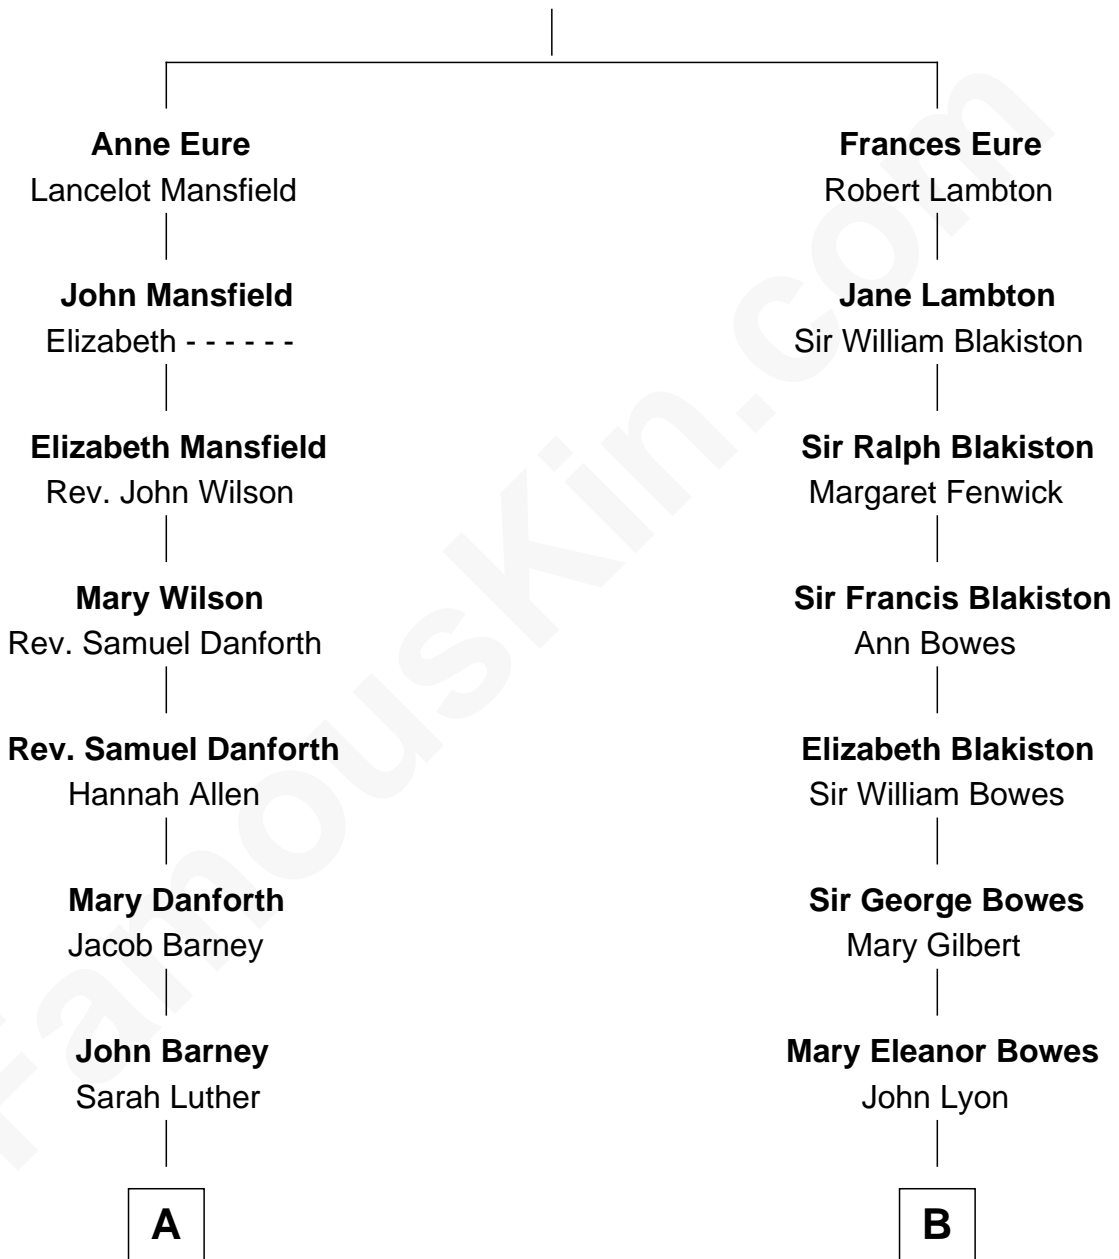 Anne Eure
Lancelot Mansfield
John Mansfield
Elizabeth - - - - - -
Elizabeth Mansfield
Rev. John Wilson
Mary Wilson
Rev. Samuel Danforth
Rev. Samuel Danforth
Hannah Allen
Mary Danforth
Jacob Barney
John Barney
Sarah Luther
A
Frances Eure
Robert Lambton
Jane Lambton
Sir William Blakiston
Sir Ralph Blakiston
Margaret Fenwick
Sir Francis Blakiston
Ann Bowes
Elizabeth Blakiston
Sir William Bowes
Sir George Bowes
Mary Gilbert
Mary Eleanor Bowes
John Lyon
B
FamousKin.com